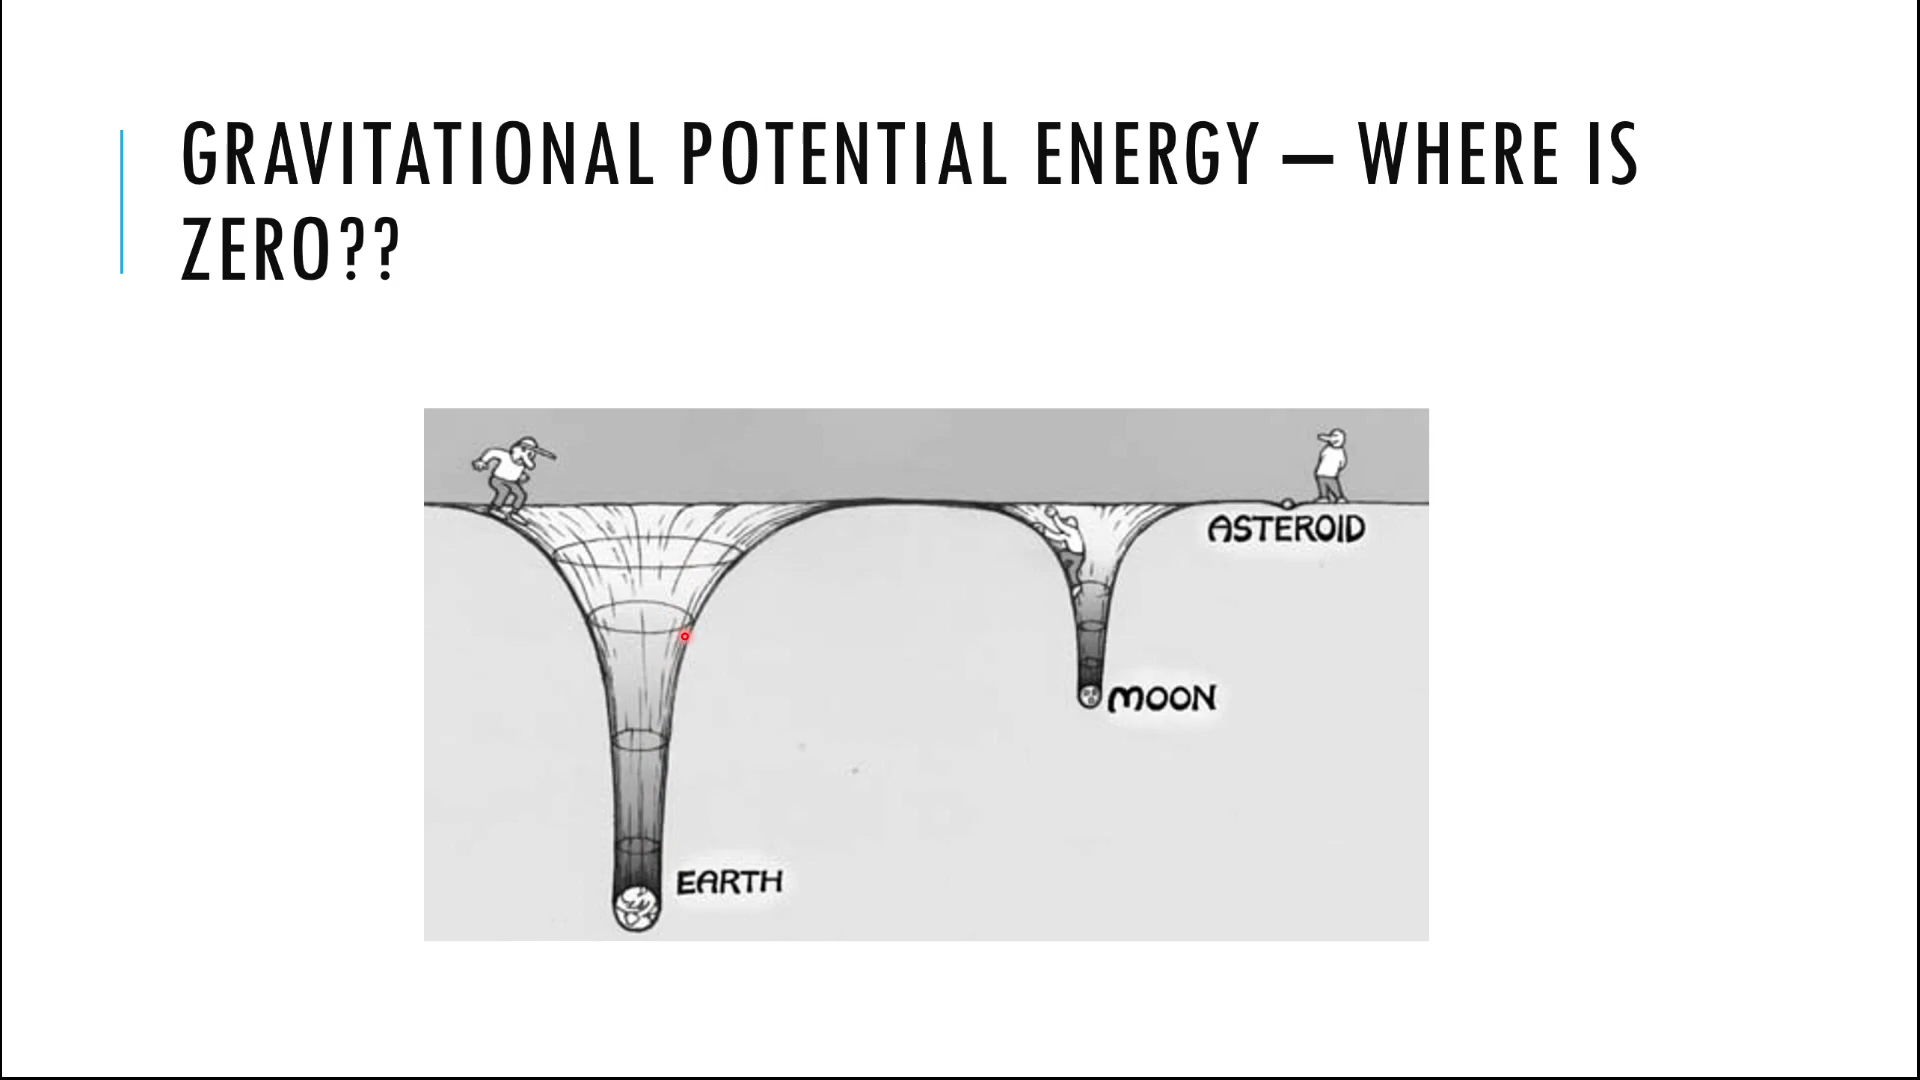 GRAVITATIONAL POTENTIAL ENERGY – WHERE IS
ZERO??
ASTEROID
MOON
EARTH